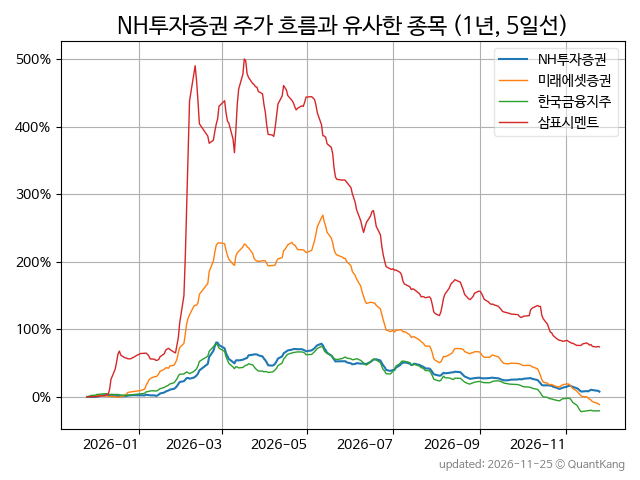 NH투자증권 주가 흐름과 유사한 종목 (1년, 5일선)
500%
400%
300%
200%
100%
0%
NH투자증권
미래에셋증권
한국금융지주
삼표시멘트
2026-01
2026-03
2026-05
2026-07
2026-09
2026-11
updated: 2026-11-25 © QuantKang